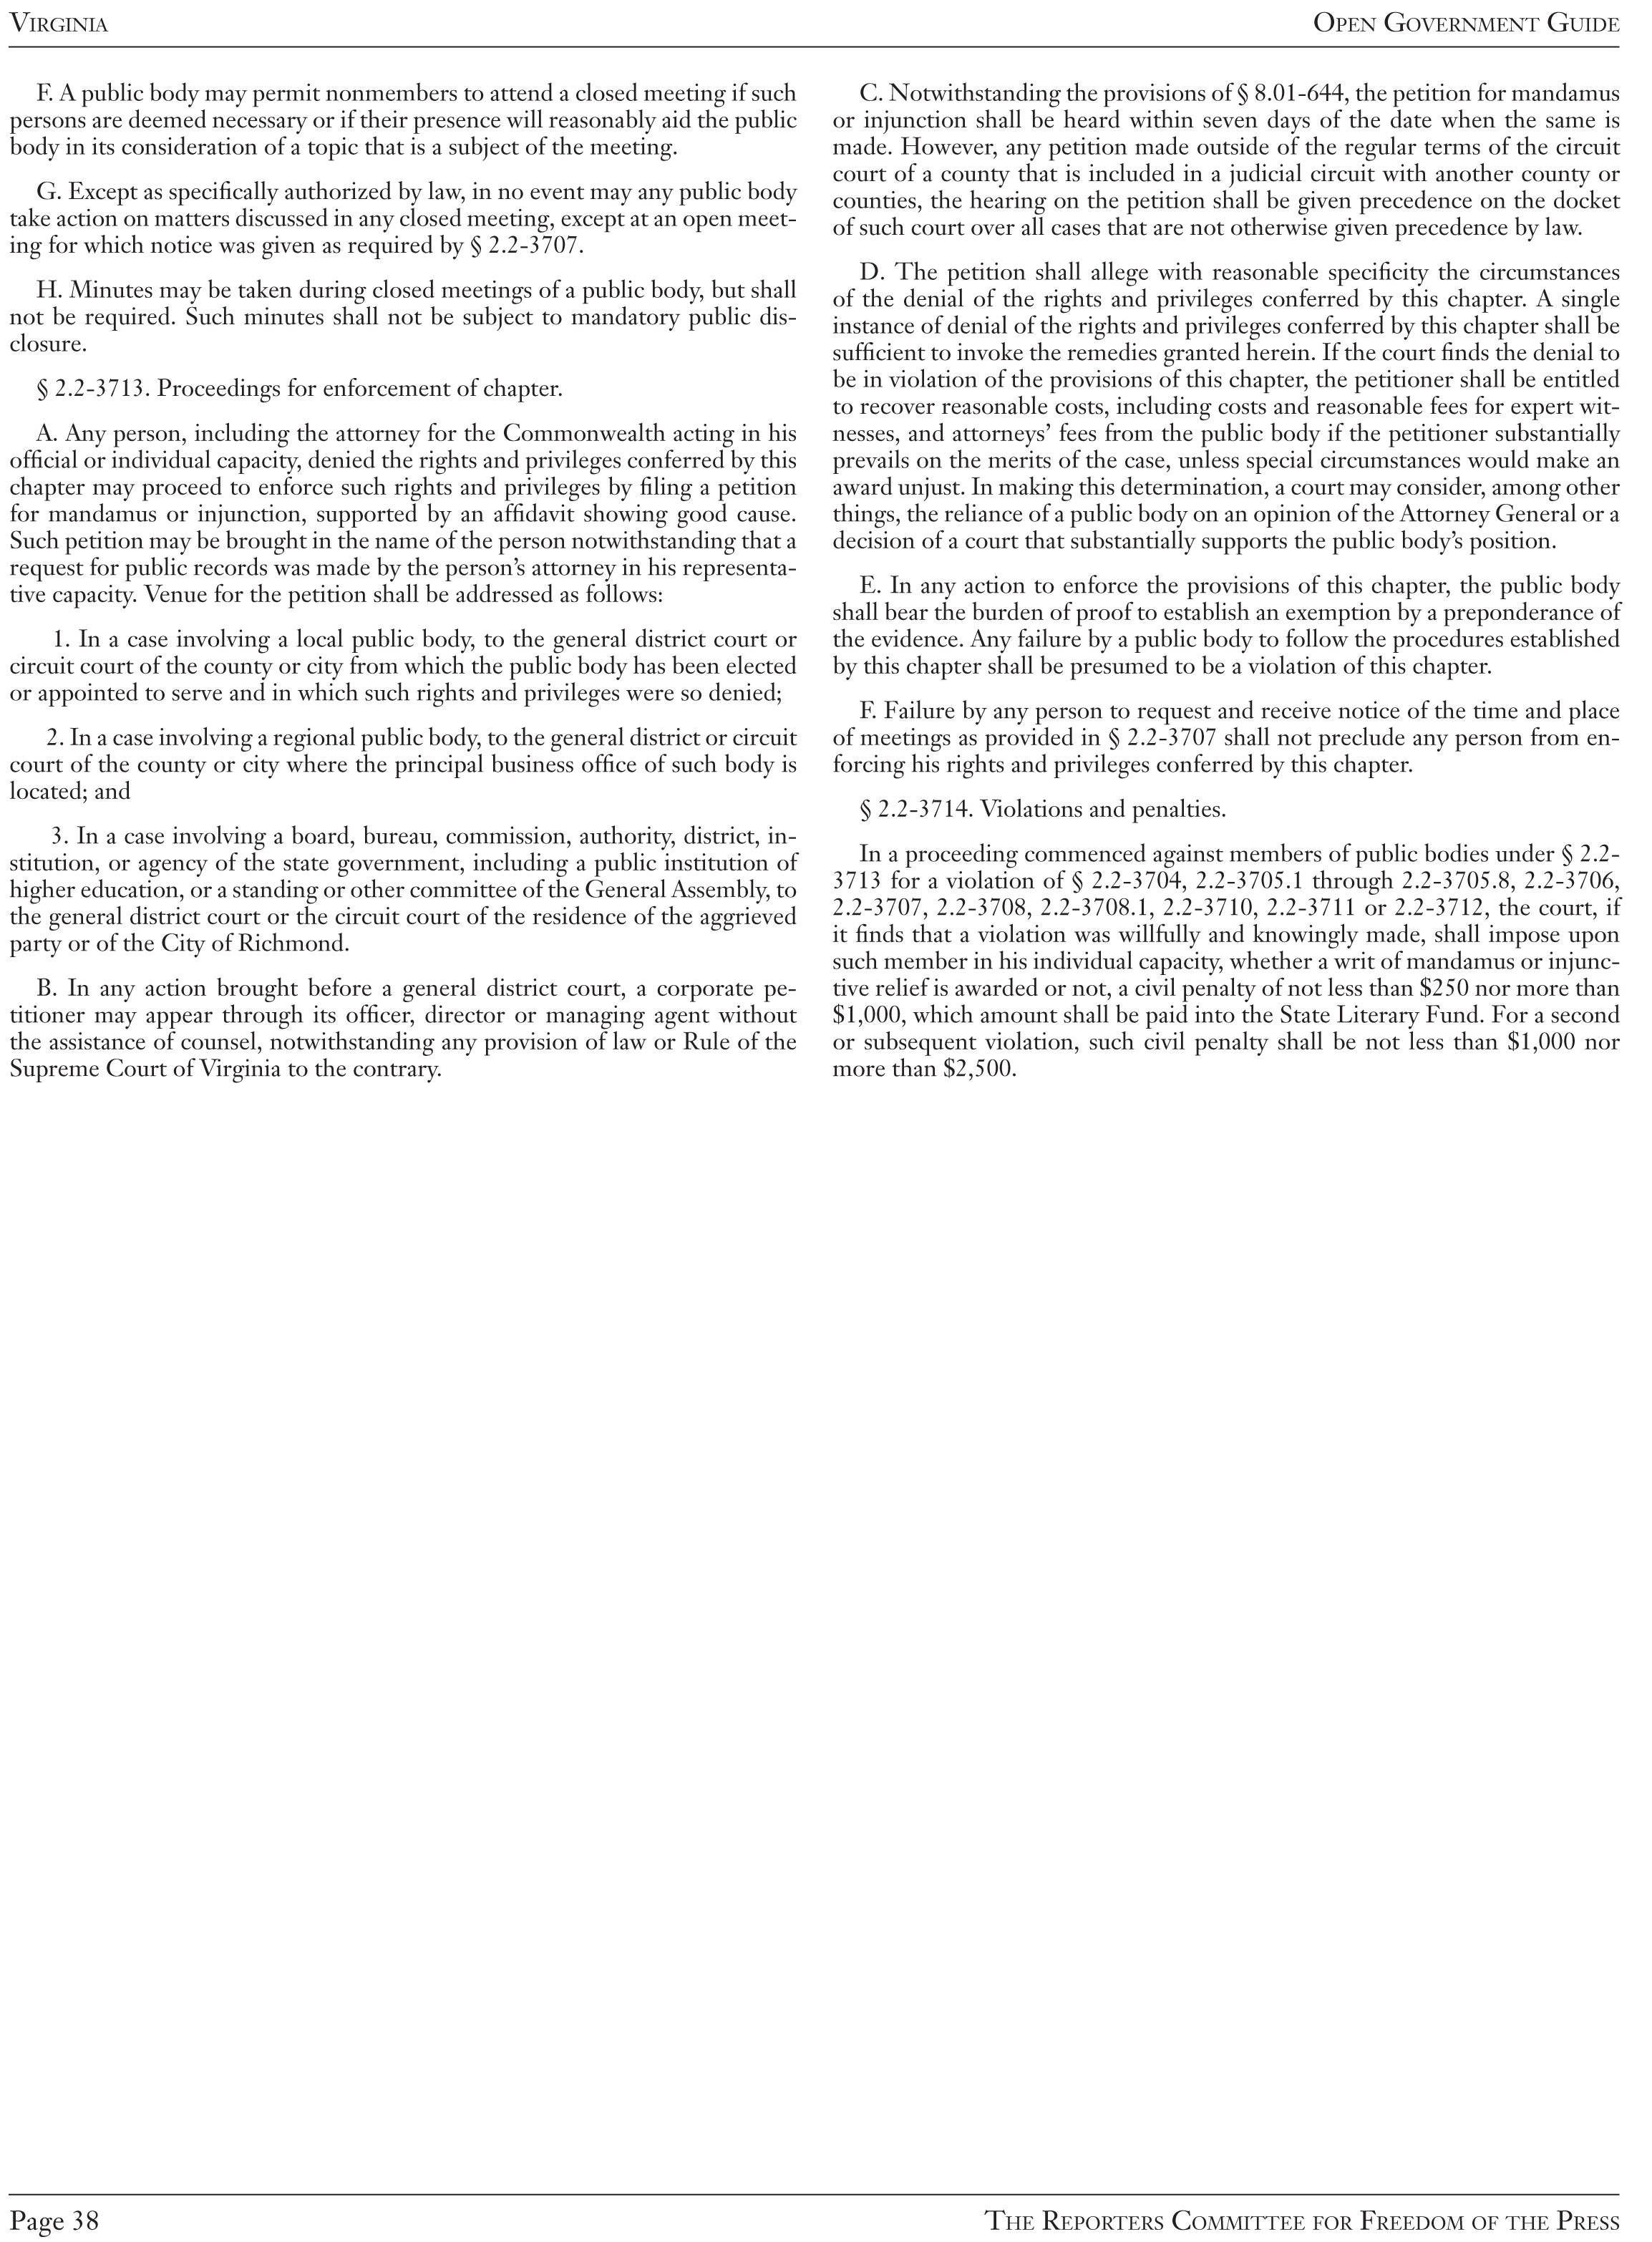 VIRGINIA
OPEN GOVERNMENT GUIDE
F. A public body may permit nonmembers to attend a closed meeting if such
persons are deemed necessary or if their presence will reasonably aid the public
body in its consideration of a topic that is a subject of the meeting.
G. Except as specifically authorized by law, in no event may any public body
take action on matters discussed in any closed meeting, except at an open meet-
ing for which notice was given as required by § 2.2-3707.
H. Minutes may be taken during closed meetings of a public body, but shall
not be required. Such minutes shall not be subject to mandatory public dis-
closure.
§ 2.2-3713. Proceedings for enforcement of chapter.
A. Any person, including the attorney for the Commonwealth acting in his
official or individual capacity, denied the rights and privileges conferred by this
chapter may proceed to enforce such rights and privileges by filing a petition
for mandamus or injunction, supported by an affidavit showing good cause.
Such petition may be brought in the name of the person notwithstanding that a
request for public records was made by the person's attorney in his representa-
tive capacity. Venue for the petition shall be addressed as follows:
1. In a case involving a local public body, to the general district court or
circuit court of the county or city from which the public body has been elected
or appointed to serve and in which such rights and privileges were so denied;
2. In a case involving a regional public body, to the general district or circuit
court of the county or city where the principal business office of such body is
located; and
3. In a case involving a board, bureau, commission, authority, district, in-
stitution, or agency of the state government, including a public institution of
higher education, or a standing or other committee of the General Assembly, to
the general district court or the circuit court of the residence of the aggrieved
party or of the City of Richmond.
B. In any action brought before a general district court, a corporate pe-
titioner may appear through its officer, director or managing agent without
the assistance of counsel, notwithstanding any provision of law or Rule of the
Supreme Court of Virginia to the contrary.
C. Notwithstanding the provisions of § 8.01-644, the petition for mandamus
or injunction shall be heard within seven days of the date when the same is
made. However, any petition made outside of the regular terms of the circuit
court of a county that is included in a judicial circuit with another county or
counties, the hearing on the petition shall be given precedence on the docket
of such court over all cases that are not otherwise given precedence by law.
D. The petition shall allege with reasonable specificity the circumstances
of the denial of the rights and privileges conferred by this chapter. A single
instance of denial of the rights and privileges conferred by this chapter shall be
sufficient to invoke the remedies granted herein. If the court finds the denial to
be in violation of the provisions of this chapter, the petitioner shall be entitled
to recover reasonable costs, including costs and reasonable fees for expert wit-
nesses, and attorneys' fees from the public body if the petitioner substantially
prevails on the merits of the case, unless special circumstances would make an
award unjust. In making this determination, a court may consider, among other
things, the reliance of a public body on an opinion of the Attorney General or a
decision of a court that substantially supports the public body's position.
E. In any action to enforce the provisions of this chapter, the public body
shall bear the burden of proof to establish an exemption by a preponderance of
the evidence. Any failure by a public body to follow the procedures established
by this chapter shall be presumed to be a violation of this chapter.
F. Failure by any person to request and receive notice of the time and place
of meetings as provided in § 2.2-3707 shall not preclude any person from en-
forcing his rights and privileges conferred by this chapter.
§ 2.2-3714. Violations and penalties.
In a proceeding commenced against members of public bodies under § 2.2-
3713 for a violation of § 2.2-3704, 2.2-3705.1 through 2.2-3705.8, 2.2-3706,
2.2-3707, 2.2-3708, 2.2-3708.1, 2.2-3710, 2.2-3711 or 2.2-3712, the court, if
it finds that a violation was willfully and knowingly made, shall impose upon
such member in his individual capacity, whether a writ of mandamus or injunc-
tive relief is awarded or not, a civil penalty of not less than $250 nor more than
$1,000, which amount shall be paid into the State Literary Fund. For a second
or subsequent violation, such civil penalty shall be not less than $1,000 nor
more than $2,500.
Page 38
THE REPORTERS COMMITTEE FOR FREEDOM OF THE PRESS